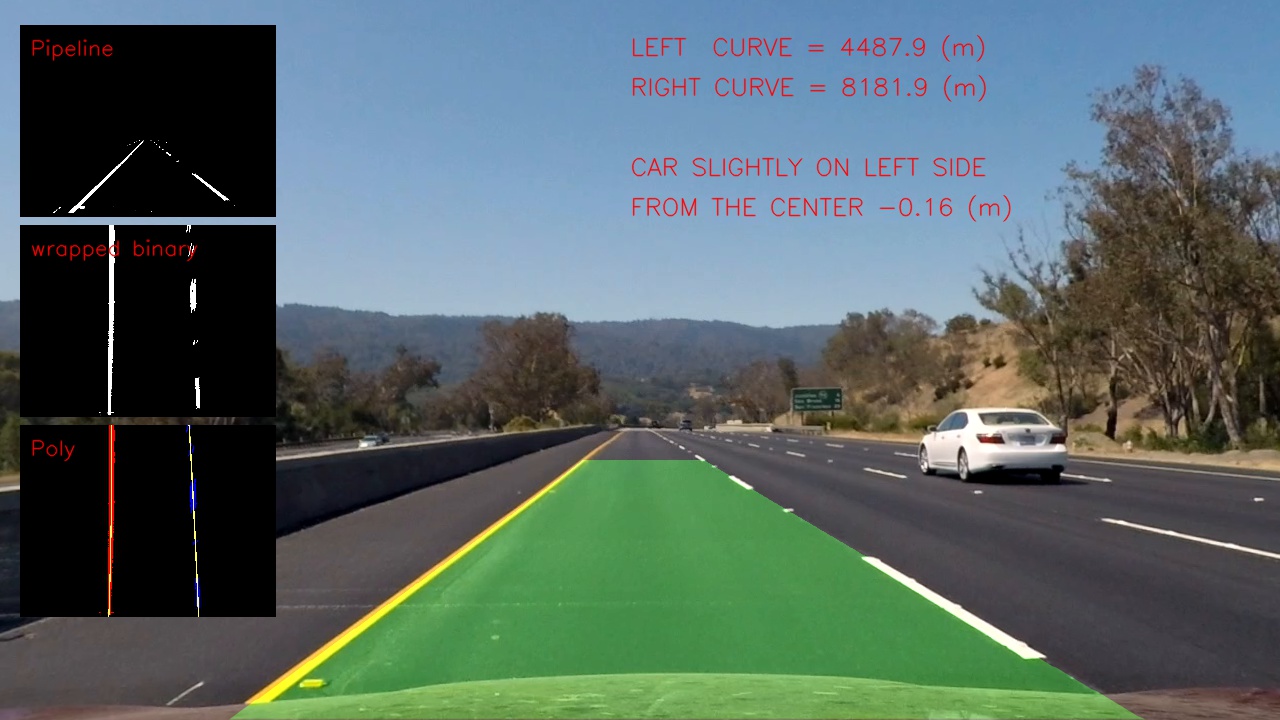 Pipeline
LEFT CURVE = 4487.9 (m)
RIGHT CURVE = 8181.9 (m)
CAR SLIGHTLY ON LEFT SIDE
FROM THE CENTER -0.16 (m)
wrapped binary
Poly